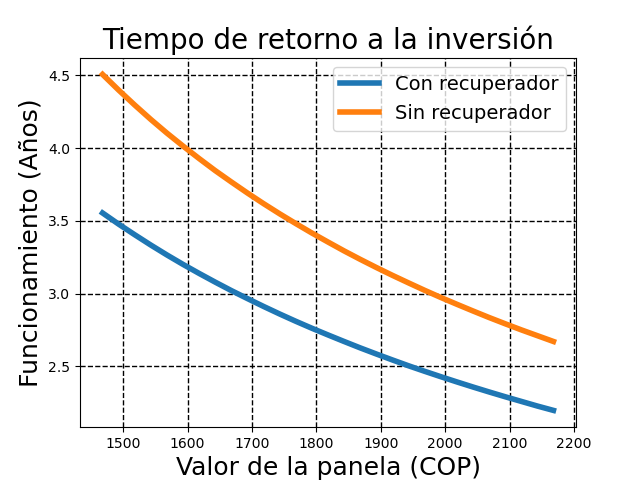 Tiempo de retorno a la inversión
Con recuperador
Sin recuperador
Funcionamiento (Años)
4.5
4.0
3.5
3.0
2.5
1500 1600 1700 1800 1900 2000 2100 2200
Valor de la panela (COP)